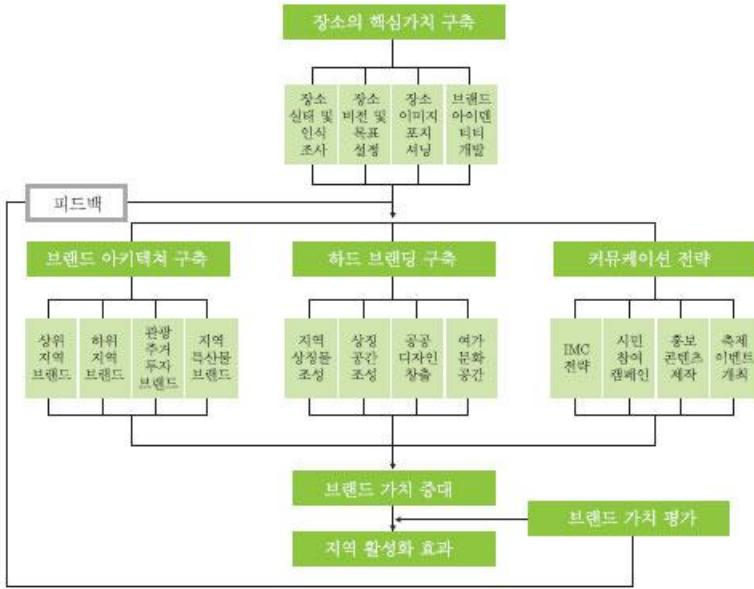 장소의 핵심가치 구축
장소
실태 및
인식
조사
장소
비전 및
목표
설정
장소
이미지
포지
셔닝
브랜드
아이덴
티티
개발
피드백
브랜드 아키텍쳐 구축
하드 브랜딩 구축
커뮤케이션 전략
상위
지역
브랜드
하위
지역
브랜드
관광
주거
투자
브랜드
지역
특산물
브랜드
지역
상징물
조성
상징
공간
조성
공공
디자인
창출
여가
문화
공간
IMC
전략
시민
참여
캠페인
홍보
콘텐츠
제작
축제
이벤트
개최
브랜드 가치 증대
브랜드 가치 평가
지역 활성화 효과